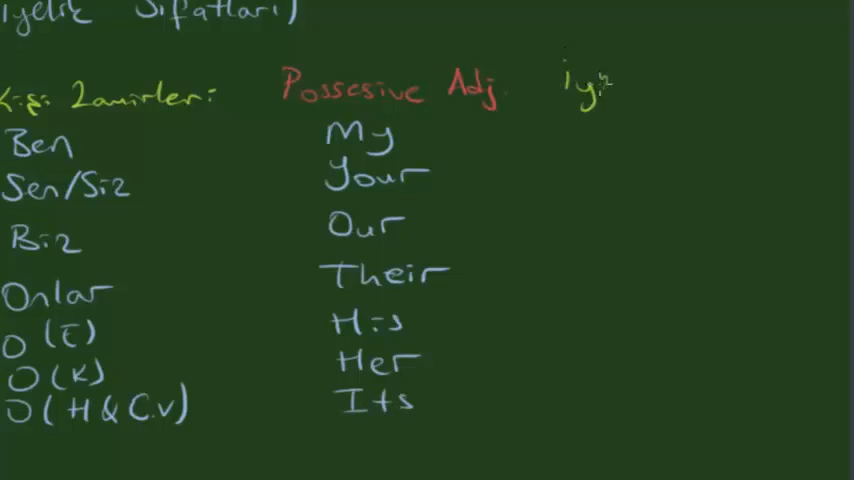 İyelik Sıfatları)
Kişi Zamirleri Possesive Adj. İy
Ben My
Sen/Siz Your
Biz Our
Onlar Their
O (E) His
O (K) Her
O (H & C.V) Its